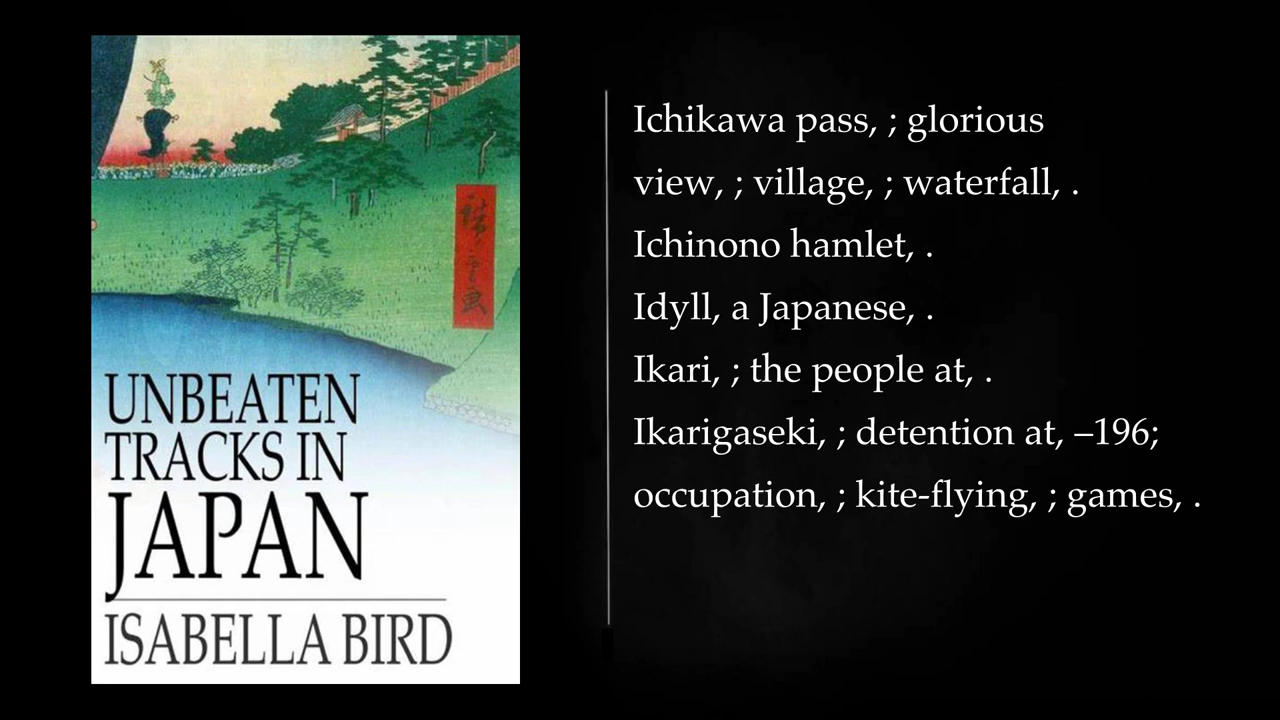 UNBEATEN
TRACKS IN
JAPAN
ISABELLA BIRD
Ichikawa pass, ; glorious
view, ; village, ; waterfall, .
Ichinono hamlet, .
Idyll, a Japanese, .
Ikari, ; the people at, .
Ikarigaseki, ; detention at, –196;
occupation, ; kite-flying, ; games, .